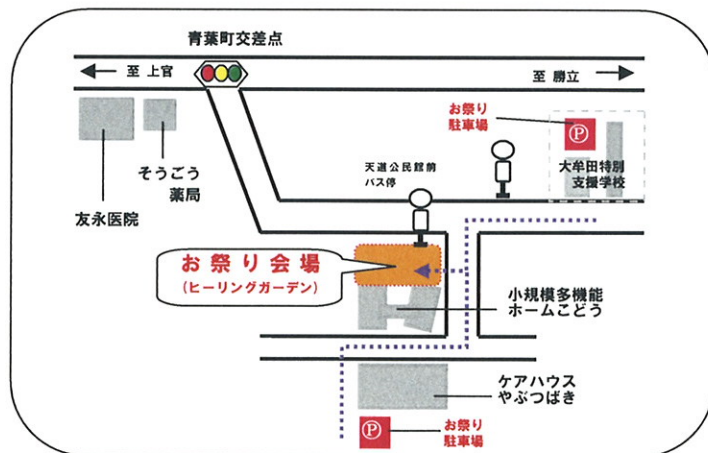 青葉町交差点
至 上官
至 勝立
お祭り
駐車場
Ⓟ
大牟田特別
支援学校
そうごう
薬局
友永医院
天道公民館前
バス停
お祭り会場
(ヒーリングガーデン)
小規模多機能
ホームこどう
ケアハウス
やぶつばき
Ⓟ
お祭り
駐車場